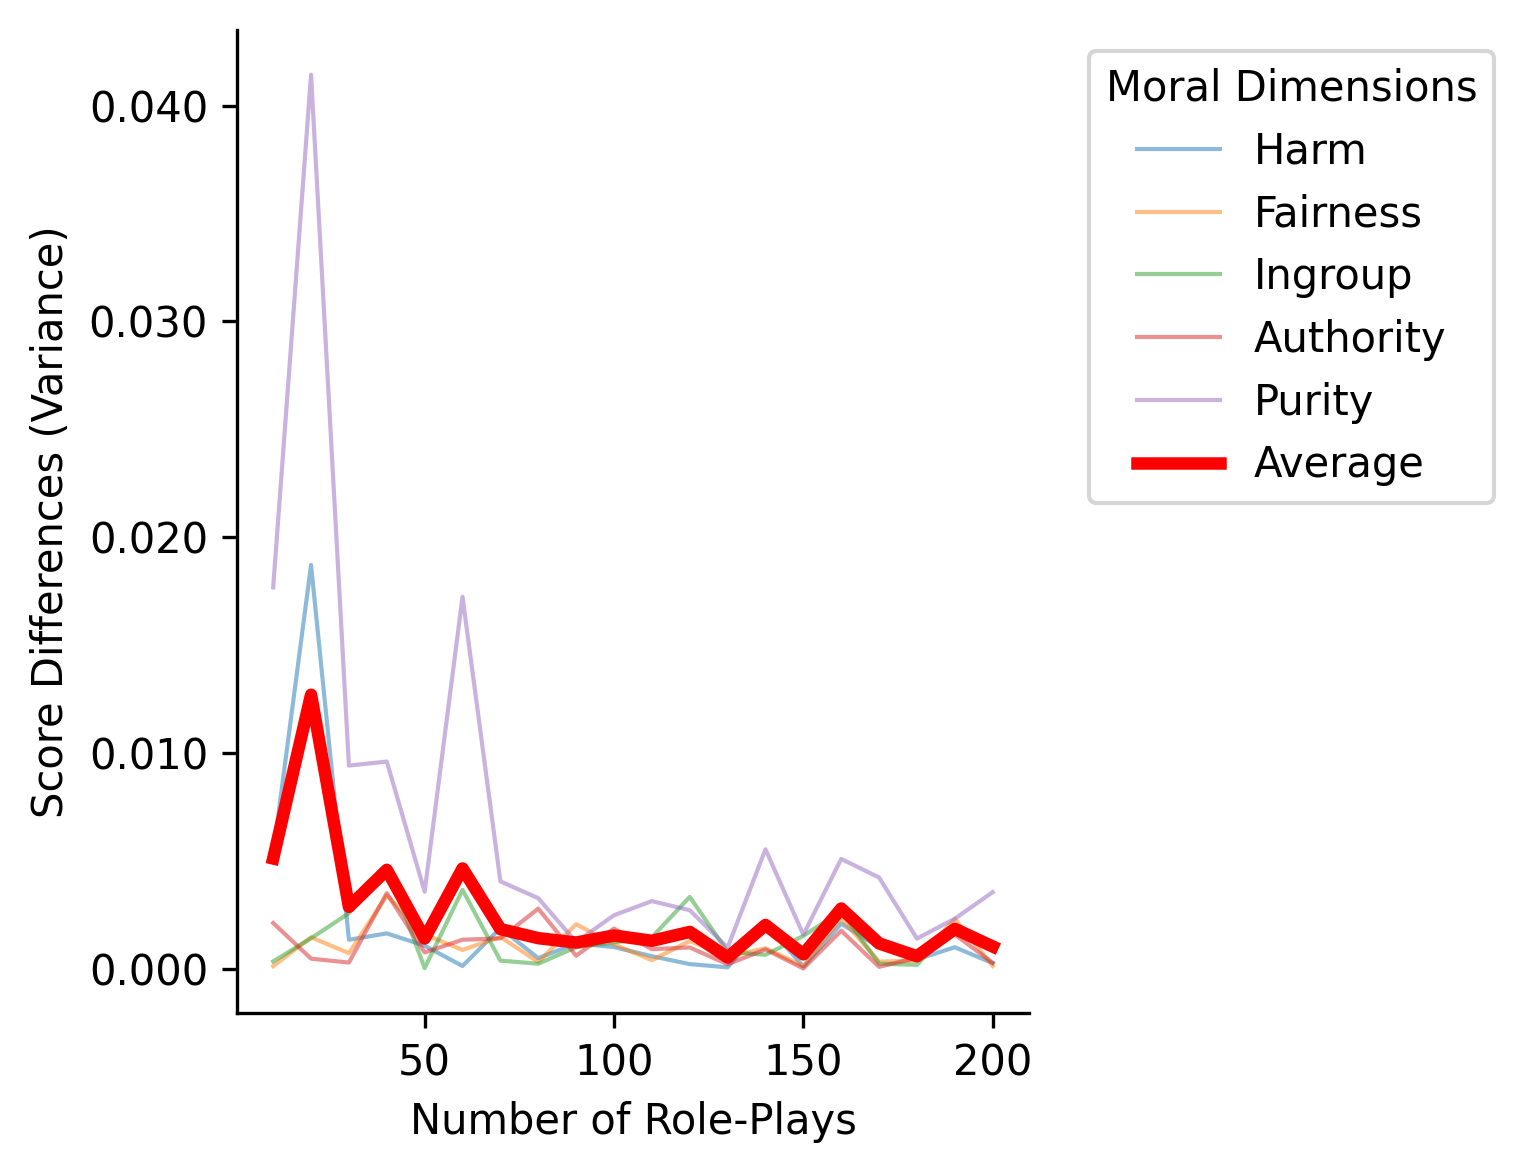 Score Differences (Variance)
0.040
0.030
0.020
0.010
0.000
50 100 150 200
Number of Role-Plays
Moral Dimensions
Harm
Fairness
Ingroup
Authority
Purity
Average